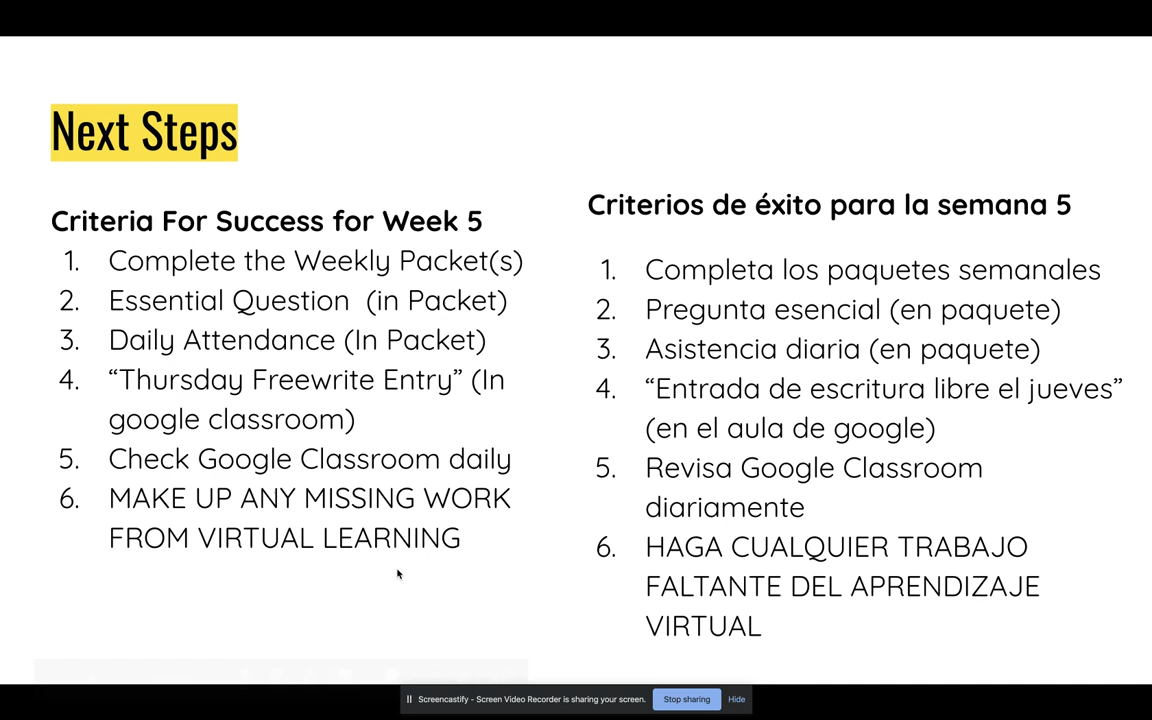 Next Steps
Criteria For Success for Week 5
1. Complete the Weekly Packet(s)
2. Essential Question (in Packet)
3. Daily Attendance (In Packet)
4. “Thursday Freewrite Entry” (In
google classroom)
5. Check Google Classroom daily
6. MAKE UP ANY MISSING WORK
FROM VIRTUAL LEARNING
Criterios de éxito para la semana 5
1. Completa los paquetes semanales
2. Pregunta esencial (en paquete)
3. Asistencia diaria (en paquete)
4. “Entrada de escritura libre el jueves”
(en el aula de google)
5. Revisa Google Classroom
diariamente
6. HAGA CUALQUIER TRABAJO
FALTANTE DEL APRENDIZAJE
VIRTUAL
Screencastify - Screen Video Recorder is sharing your screen. Stop sharing Hide